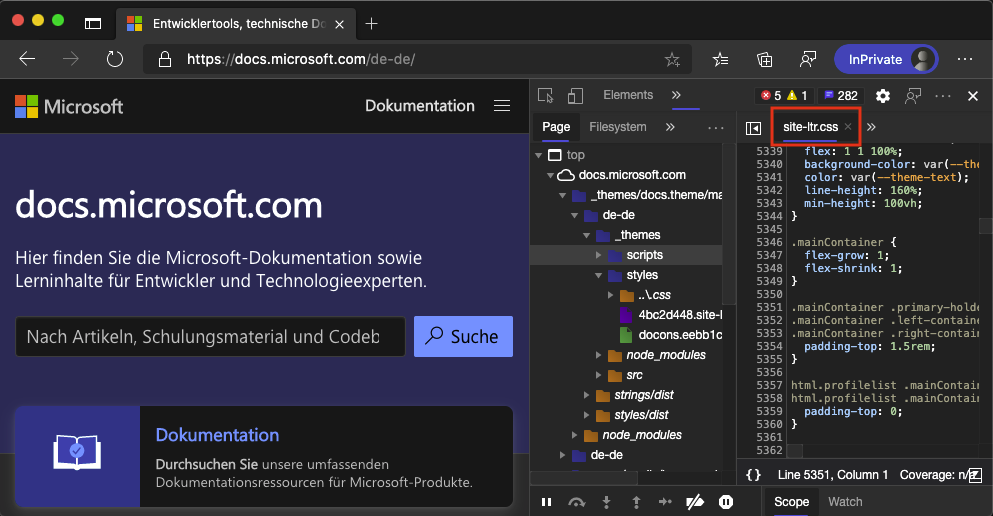 Entwicklertools, technische Do
https://docs.microsoft.com/de-de/
InPrivate
Microsoft
Dokumentation
docs.microsoft.com
Hier finden Sie die Microsoft-Dokumentation sowie
Lerninhalte für Entwickler und Technologieexperten.
Nach Artikeln, Schulungsmaterial und Codeb
Suche
Dokumentation
Durchsuchen Sie unsere umfassenden
Dokumentationsressourcen für Microsoft-Produkte.
Elements » 5 1 282
Page Filesystem »
top
docs.microsoft.com
_themes/docs.theme/ma
de-de
_themes
scripts
styles
..\css
4bc2d448.site-l
docons.eebb1c
node_modules
src
strings/dist
styles/dist
node_modules
de-de
site-ltr.css × »
5339 flex: 1 1 100%;
5340 background-color: var(--the
5341 color: var(--theme-text);
5342 line-height: 160%;
5343 min-height: 100vh;
5344 }
5345
5346 .mainContainer {
5347 flex-grow: 1;
5348 flex-shrink: 1;
5349 }
5350
5351 .mainContainer .primary-holde
5352 .mainContainer .left-containe
5353 .mainContainer .right-contain
5354 padding-top: 1.5rem;
5355 }
5356
5357 html.profilelist .mainContain
5358 html.profilelist .mainContain
5359 padding-top: 0;
5360 }
5361
5362
{} Line 5351, Column 1 Coverage: n/a
Scope Watch